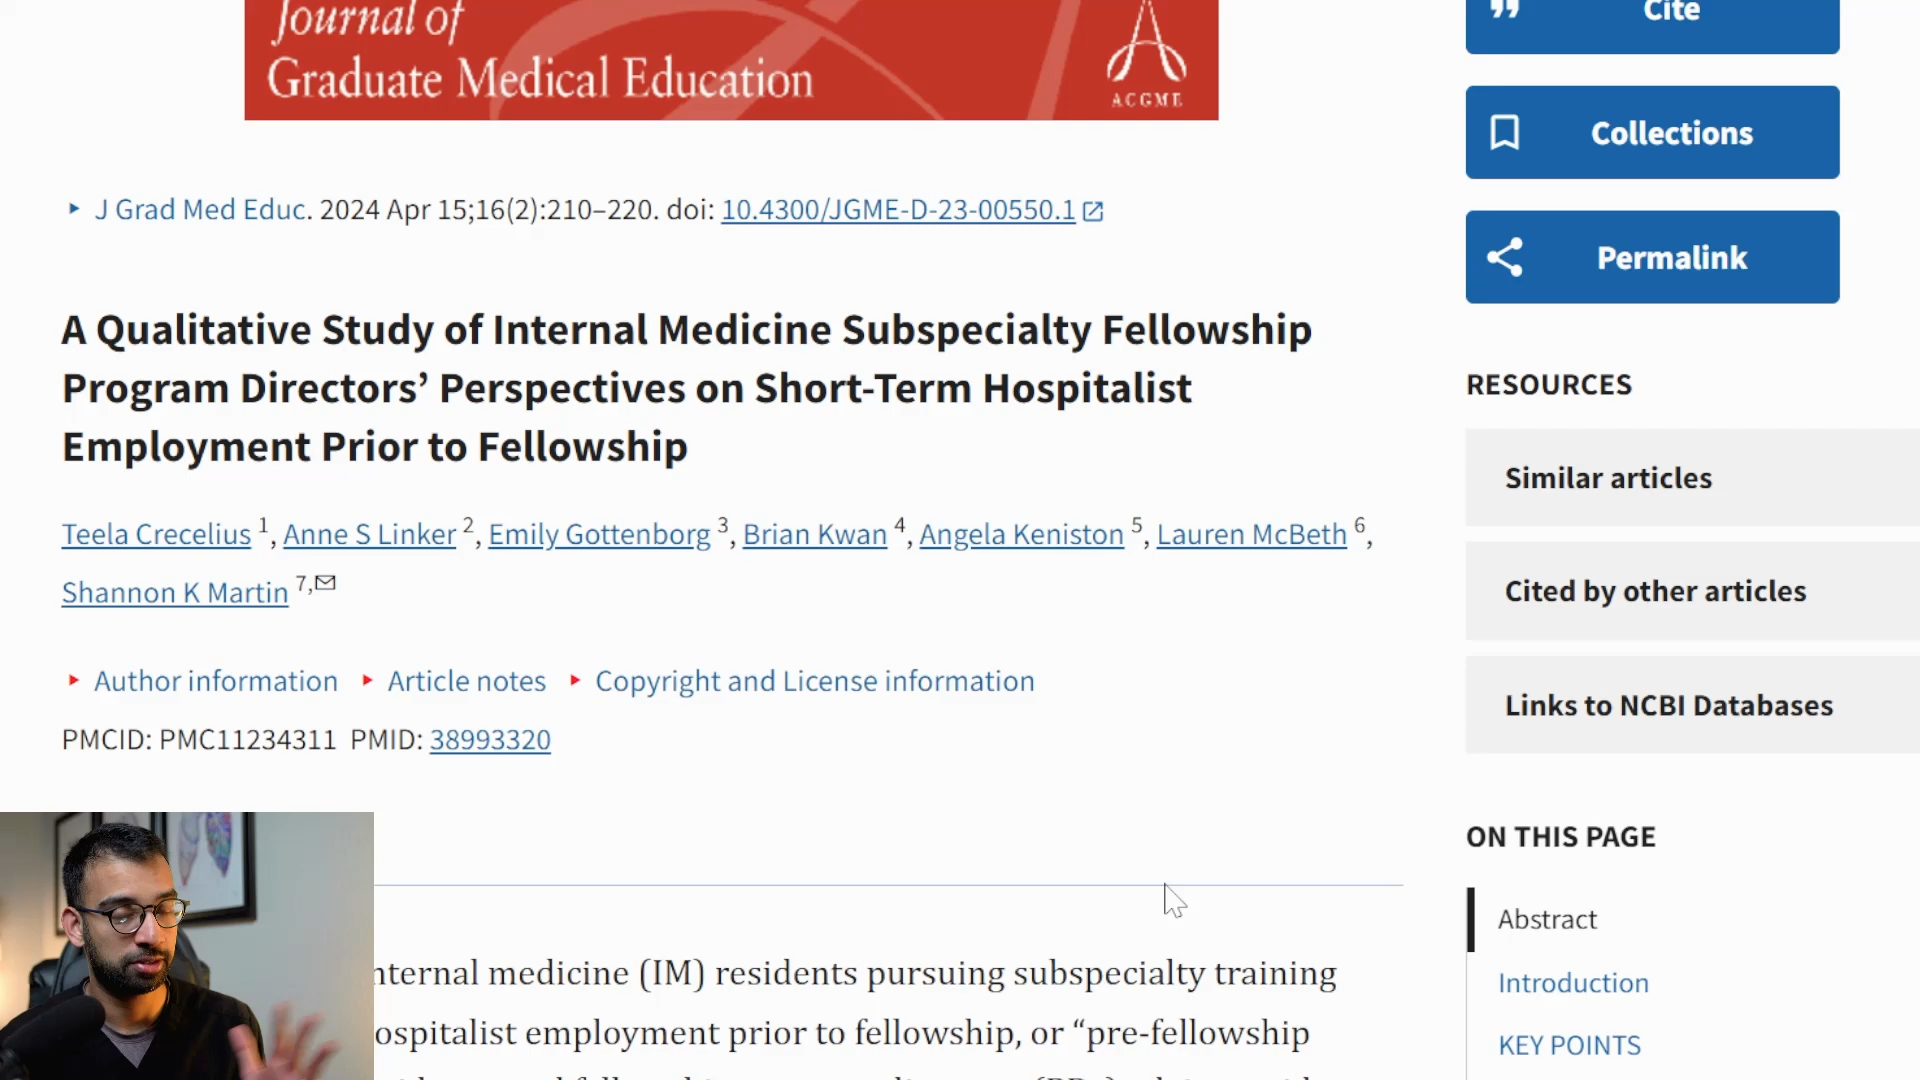 Journal of
Graduate Medical Education
ACGME
J Grad Med Educ. 2024 Apr 15;16(2):210–220. doi: 10.4300/JGME-D-23-00550.1
A Qualitative Study of Internal Medicine Subspecialty Fellowship
Program Directors’ Perspectives on Short-Term Hospitalist
Employment Prior to Fellowship
Teela Crecelius 1, Anne S Linker 2, Emily Gottenborg 3, Brian Kwan 4, Angela Keniston 5, Lauren McBeth 6,
Shannon K Martin 7,
Author information Article notes Copyright and License information
PMCID: PMC11234311 PMID: 38993320
nternal medicine (IM) residents pursuing subspecialty training
ospitalist employment prior to fellowship, or “pre-fellowship
Cite
Collections
Permalink
RESOURCES
Similar articles
Cited by other articles
Links to NCBI Databases
ON THIS PAGE
Abstract
Introduction
KEY POINTS